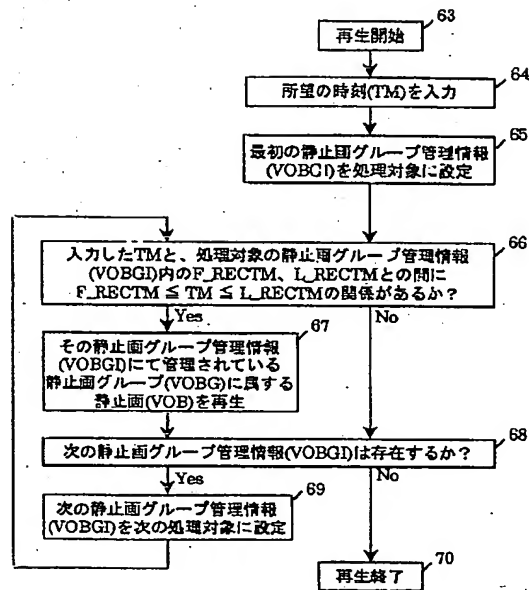 63
再生開始
64
所望の時刻(TM)を入力
65
最初の静止画グループ管理情報
(VOBGI)を処理対象に設定
66
入力したTMと、処理対象の静止画グループ管理情報
(VOBGI)内のF_RECTM、L_RECTMとの間に
F_RECTM ≦ TM ≦ L_RECTMの関係があるか？
Yes
67
No
その静止画グループ管理情報
(VOBGI)にて管理されている
静止画グループ(VOBG)に属する
静止画(VOB)を再生
68
次の静止画グループ管理情報(VOBGI)は存在するか？
Yes
69
No
次の静止画グループ管理情報
(VOBGI)を次の処理対象に設定
70
再生終了